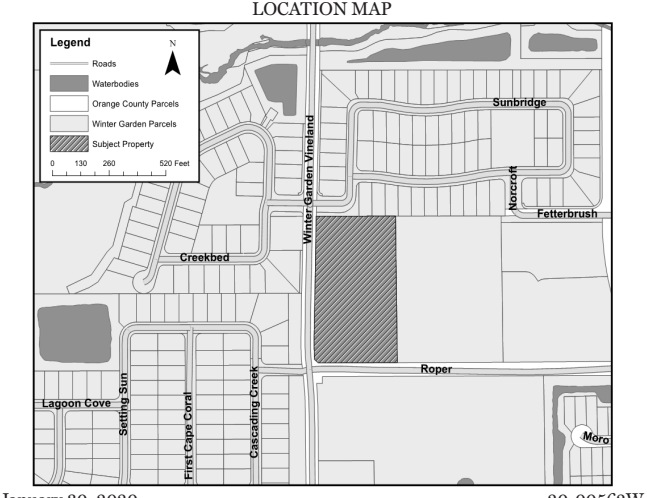 LOCATION MAP
Legend
N
Roads
Waterbodies
Orange County Parcels
Winter Garden Parcels
Subject Property
0 130 260 520 Feet
Sunbridge
Winter Garden Vineland
Norcroft
Fetterbrush
Creekbed
Roper
Lagoon Cove
Setting Sun
First Cape Coral
Cascading Creek
Moro